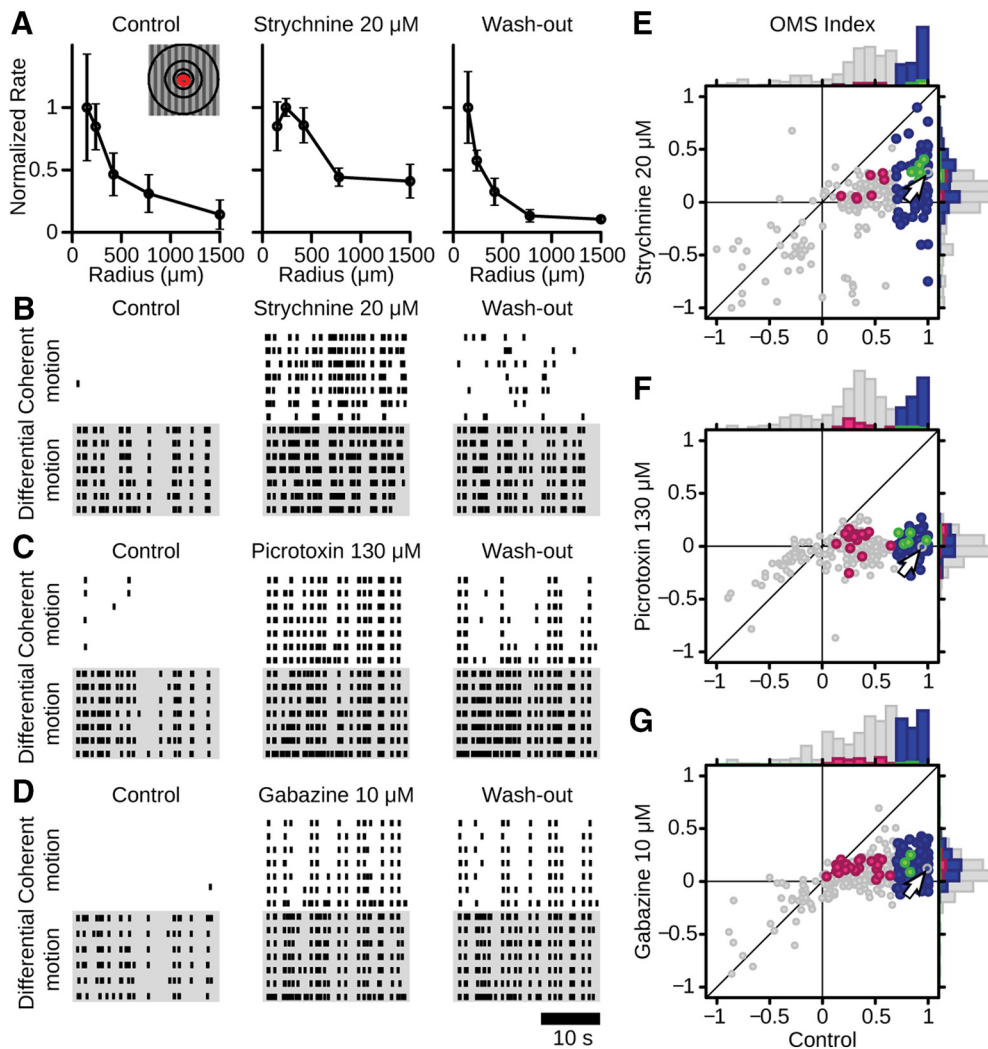 A
Control
Strychnine 20 µM
Wash-out
Normalized Rate
1
0.5
0
0 500 1000 1500
0 500 1000 1500
0 500 1000 1500
Radius (µm)
Radius (µm)
Radius (µm)
B
Control
Strychnine 20 µM
Wash-out
Differential Coherent
motion motion
C
Control
Picrotoxin 130 µM
Wash-out
Differential Coherent
motion motion
D
Control
Gabazine 10 µM
Wash-out
Differential Coherent
motion motion
10 s
E
OMS Index
Strychnine 20 µM
1
0.5
0
−0.5
−1
−1 −0.5 0 0.5 1
F
Picrotoxin 130 µM
1
0.5
0
−0.5
−1
−1 −0.5 0 0.5 1
G
Gabazine 10 µM
1
0.5
0
−0.5
−1
−1 −0.5 0 0.5 1
Control